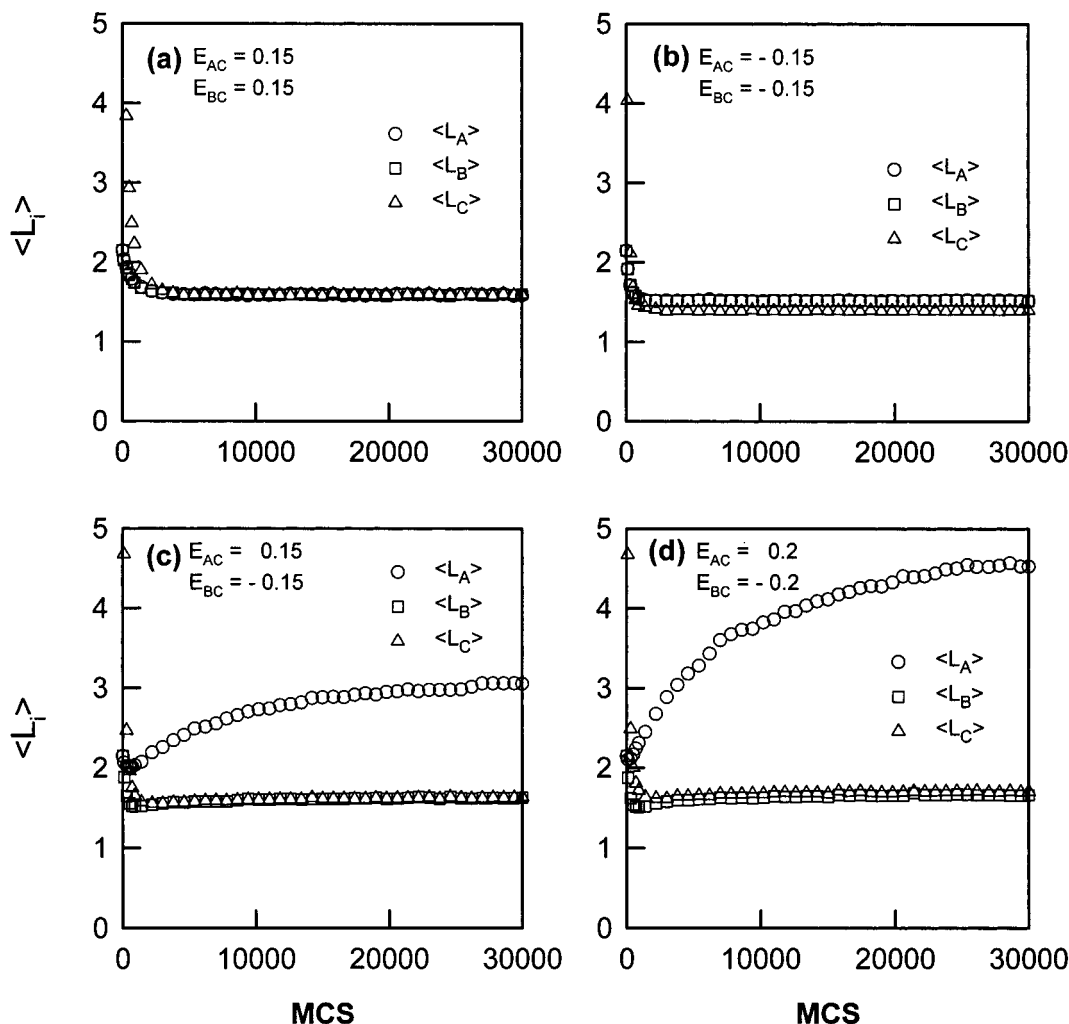 5
4
3
2
1
0
<L_i>
(a) E_AC = 0.15
E_BC = 0.15
<L_A>
<L_B>
<L_C>
0 10000 20000 30000
5
4
3
2
1
0
(b) E_AC = - 0.15
E_BC = - 0.15
<L_A>
<L_B>
<L_C>
0 10000 20000 30000
5
4
3
2
1
0
<L_i>
(c) E_AC = 0.15
E_BC = - 0.15
<L_A>
<L_B>
<L_C>
0 10000 20000 30000
MCS
5
4
3
2
1
0
(d) E_AC = 0.2
E_BC = - 0.2
<L_A>
<L_B>
<L_C>
0 10000 20000 30000
MCS